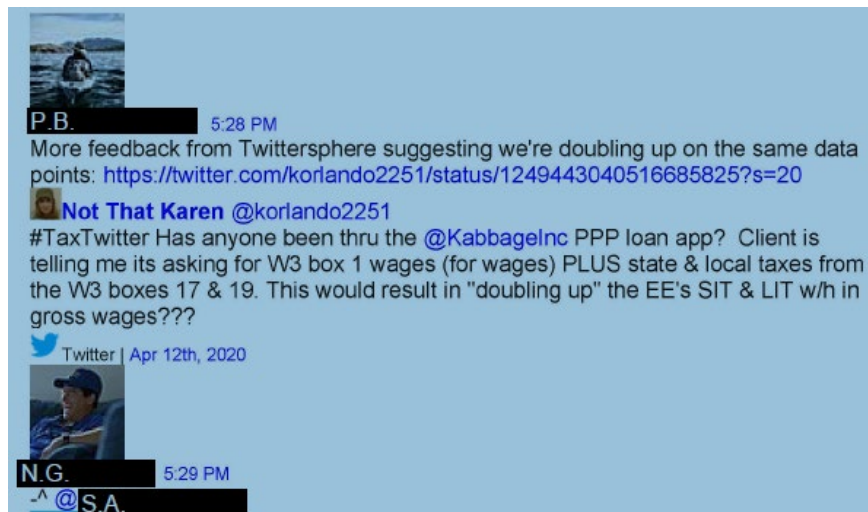 P.B.
5:28 PM
More feedback from Twittersphere suggesting we're doubling up on the same data
points: https://twitter.com/korlando2251/status/1249443040516685825?s=20
Not That Karen @korlando2251
#TaxTwitter Has anyone been thru the @KabbageInc PPP loan app? Client is
telling me its asking for W3 box 1 wages (for wages) PLUS state & local taxes from
the W3 boxes 17 & 19. This would result in "doubling up" the EE's SIT & LIT w/h in
gross wages???
Twitter | Apr 12th, 2020
N.G.
5:29 PM
-^ @ S.A.